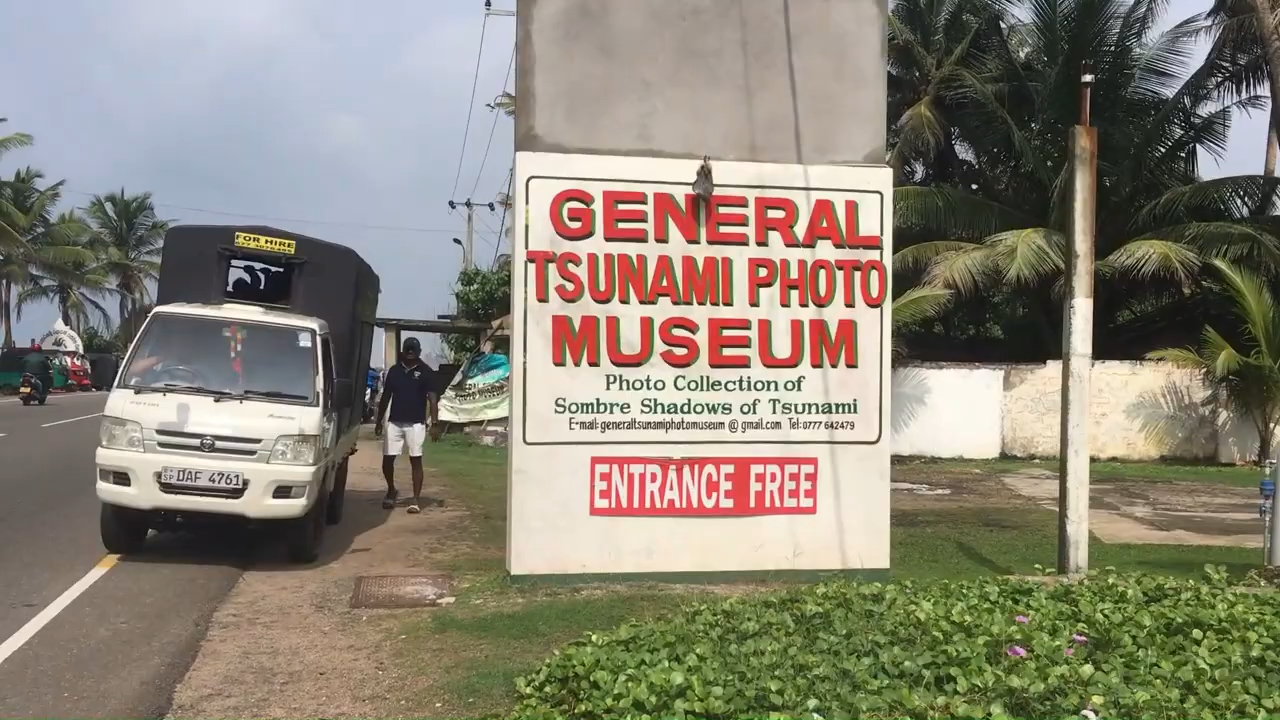 FOR HIRE
SP DAF 4761
GENERAL
TSUNAMI PHOTO
MUSEUM
Photo Collection of
Sombre Shadows of Tsunami
E-mail:generaltsunamiphotomuseum @ gmail.com Tel:0777 642479
ENTRANCE FREE